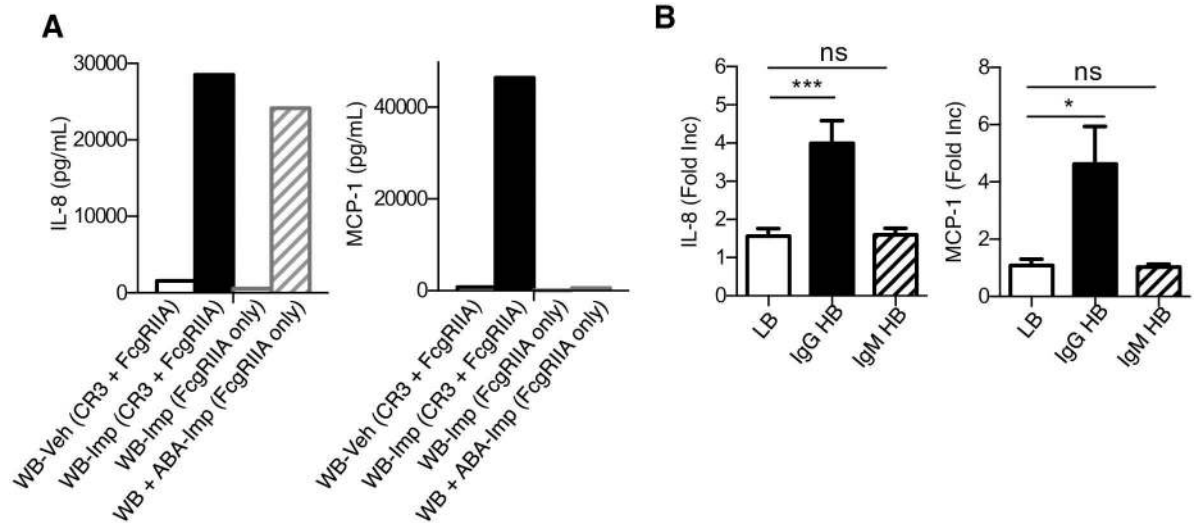 A
IL-8 (pg/mL)
30000
20000
10000
0
WB-Veh (CR3 + FcgRIIA)
WB-Imp (CR3 + FcgRIIA)
WB-Imp (FcgRIIA only)
WB + ABA-Imp (FcgRIIA only)
MCP-1 (pg/mL)
40000
20000
0
WB-Veh (CR3 + FcgRIIA)
WB-Imp (CR3 + FcgRIIA)
WB-Imp (FcgRIIA only)
WB + ABA-Imp (FcgRIIA only)
B
IL-8 (Fold Inc)
6
5
4
3
2
1
0
ns
***
LB
IgG HB
IgM HB
MCP-1 (Fold Inc)
8
6
4
2
0
ns
*
LB
IgG HB
IgM HB